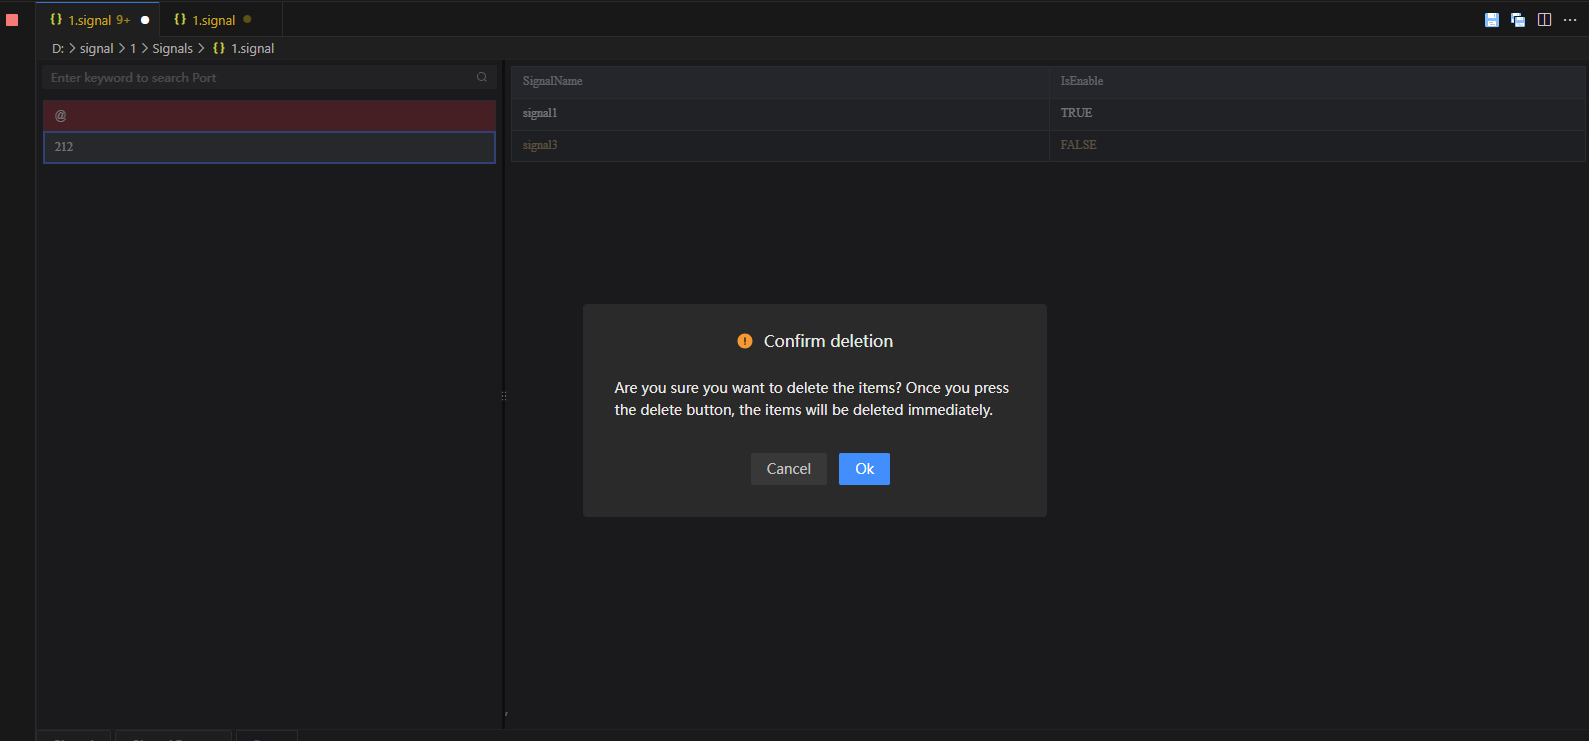 {} 1.signal 9+ {} 1.signal
D: > signal > 1 > Signals > {} 1.signal
Enter keyword to search Port
@
212
SignalName IsEnable
signal1 TRUE
signal3 FALSE
Confirm deletion
Are you sure you want to delete the items? Once you press
the delete button, the items will be deleted immediately.
Cancel Ok